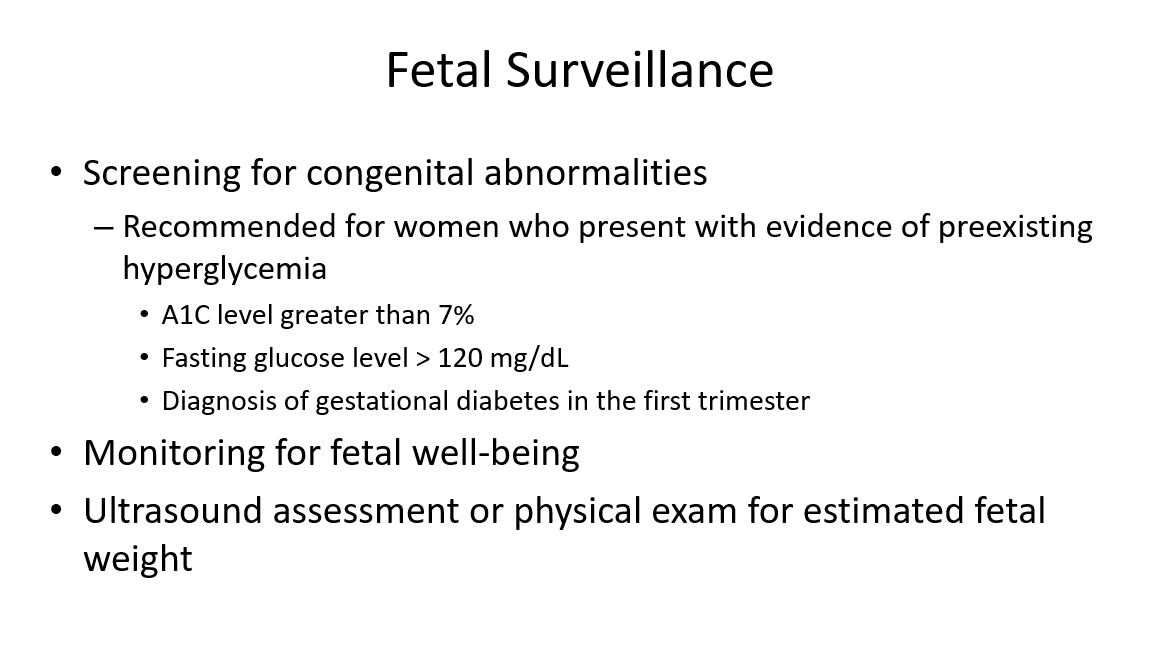 Fetal Surveillance
• Screening for congenital abnormalities
– Recommended for women who present with evidence of preexisting
hyperglycemia
• A1C level greater than 7%
• Fasting glucose level > 120 mg/dL
• Diagnosis of gestational diabetes in the first trimester
• Monitoring for fetal well-being
• Ultrasound assessment or physical exam for estimated fetal
weight